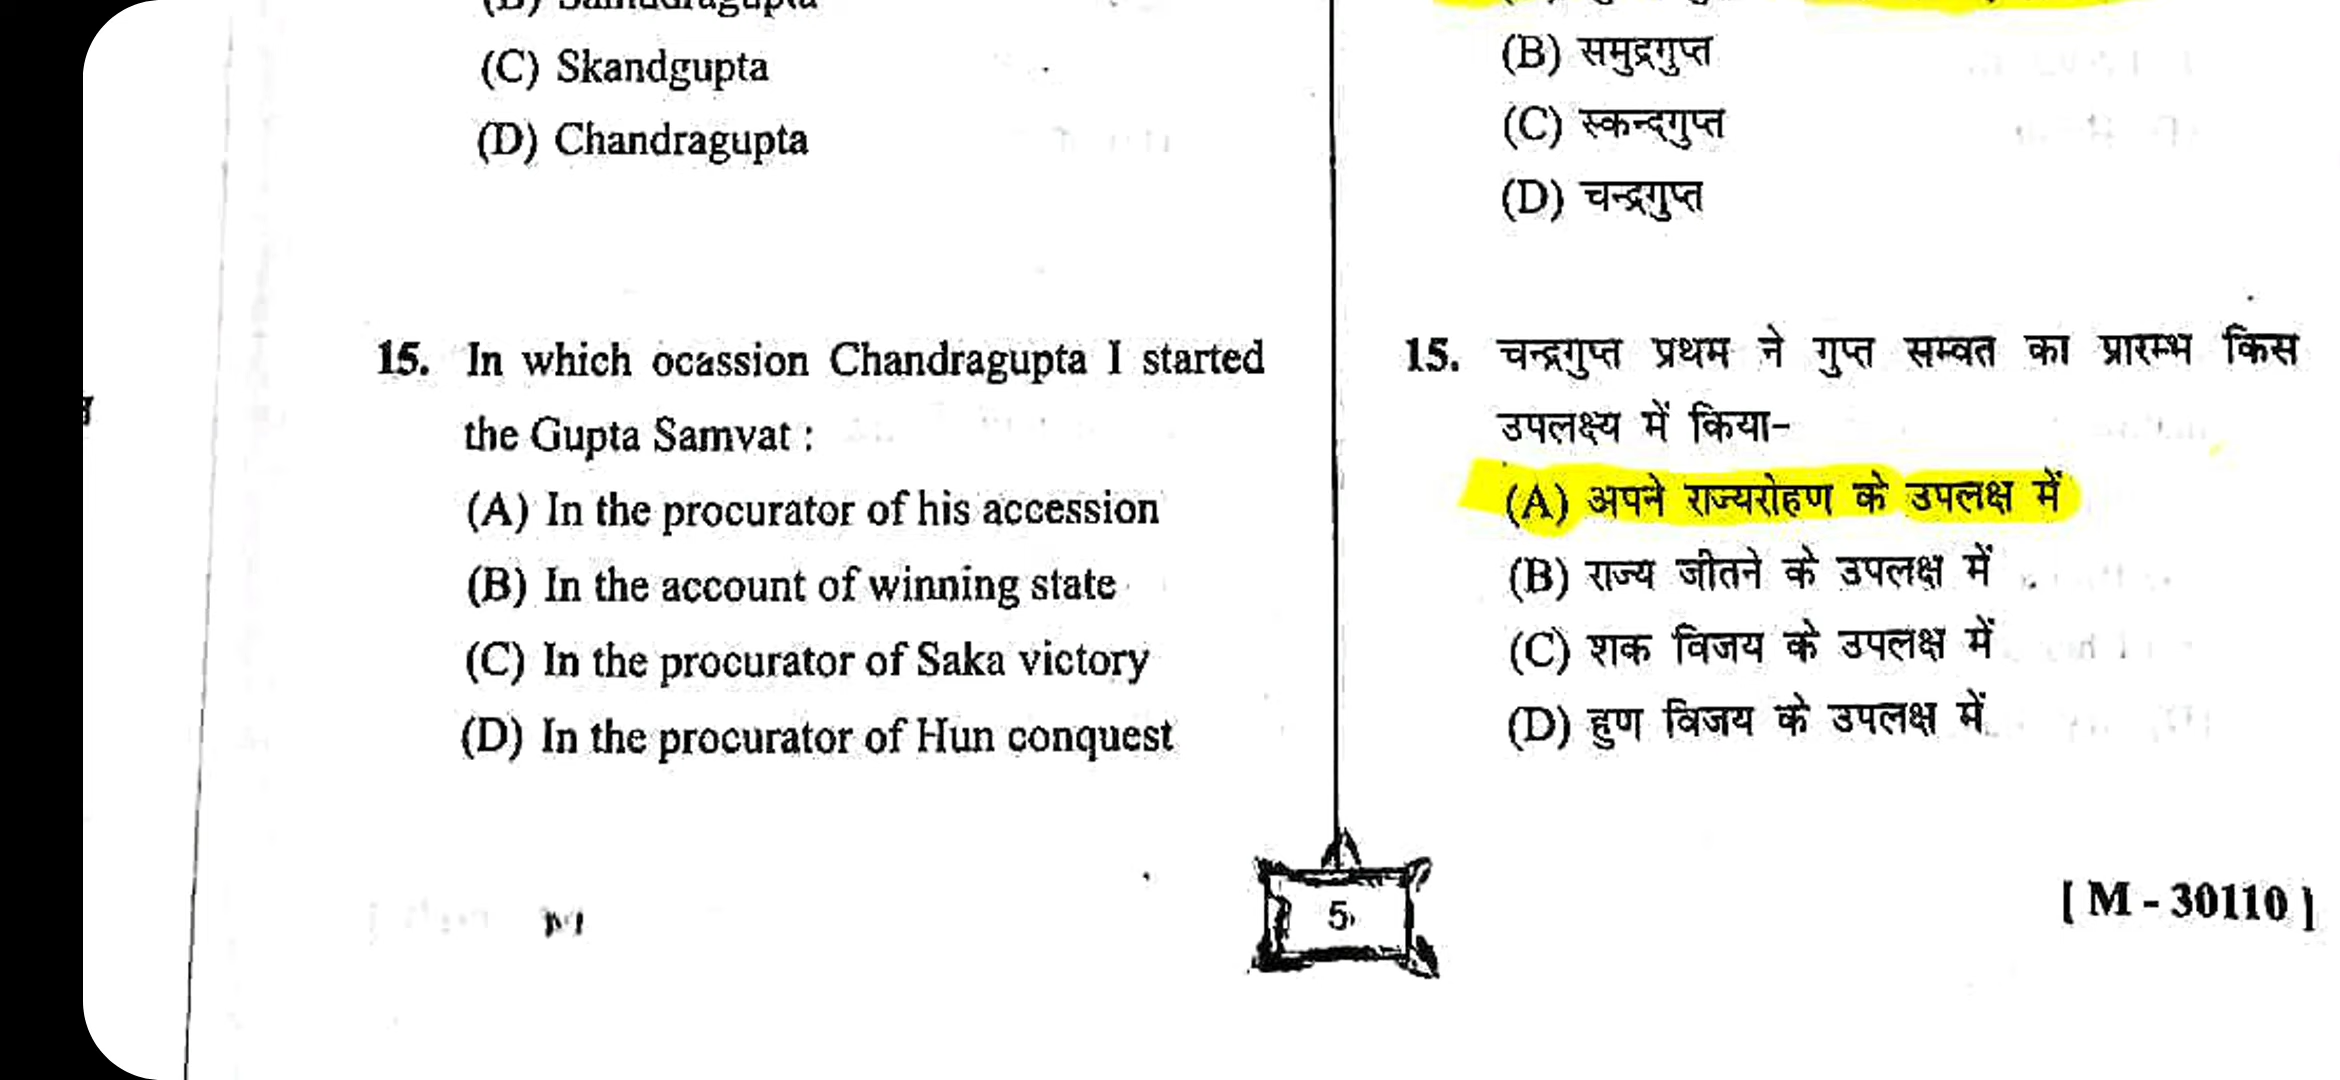 (C) Skandgupta
(D) Chandragupta
15. In which ocassion Chandragupta I started
the Gupta Samvat :
(A) In the procurator of his accession
(B) In the account of winning state
(C) In the procurator of Saka victory
(D) In the procurator of Hun conquest
(B) समुद्रगुप्त
(C) स्कन्दगुप्त
(D) चन्द्रगुप्त
15. चन्द्रगुप्त प्रथम ने गुप्त सम्वत का प्रारम्भ किस
उपलक्ष्य में किया-
(A) अपने राज्यरोहण के उपलक्ष में
(B) राज्य जीतने के उपलक्ष में
(C) शक विजय के उपलक्ष में
(D) हुण विजय के उपलक्ष में
5
[ M - 30110 ]